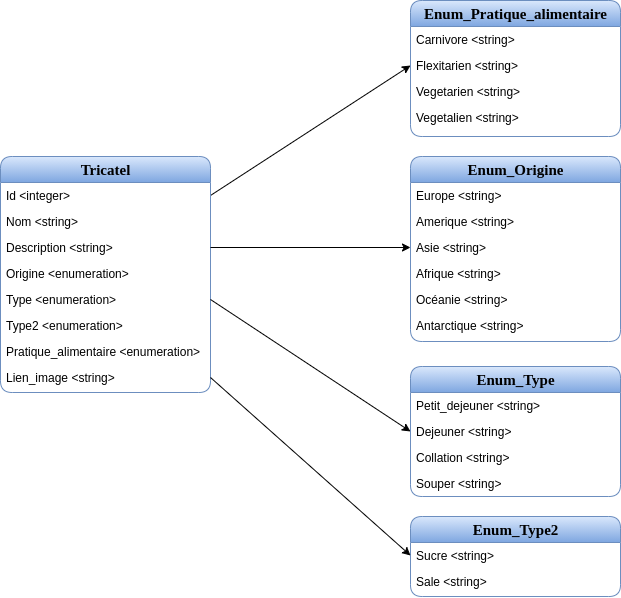 Enum_Pratique_alimentaire
Carnivore <string>
Flexitarien <string>
Vegetarien <string>
Vegetalien <string>
Tricatel
Id <integer>
Nom <string>
Description <string>
Origine <enumeration>
Type <enumeration>
Type2 <enumeration>
Pratique_alimentaire <enumeration>
Lien_image <string>
Enum_Origine
Europe <string>
Amerique <string>
Asie <string>
Afrique <string>
Océanie <string>
Antarctique <string>
Enum_Type
Petit_dejeuner <string>
Dejeuner <string>
Collation <string>
Souper <string>
Enum_Type2
Sucre <string>
Sale <string>